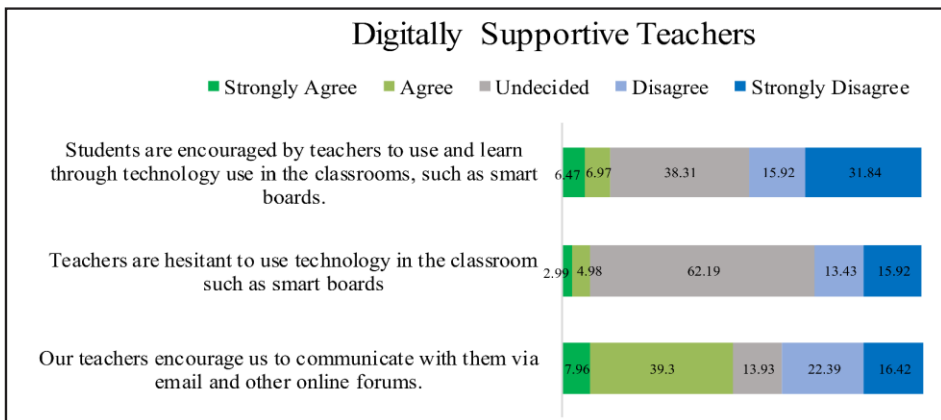 Digitally Supportive Teachers
Strongly Agree Agree Undecided Disagree Strongly Disagree
Students are encouraged by teachers to use and learn
through technology use in the classrooms, such as smart
boards.
6.47 6.97 38.31 15.92 31.84
Teachers are hesitant to use technology in the classroom
such as smart boards
2.99 4.98 62.19 13.43 15.92
Our teachers encourage us to communicate with them via
email and other online forums.
7.96 39.3 13.93 22.39 16.42